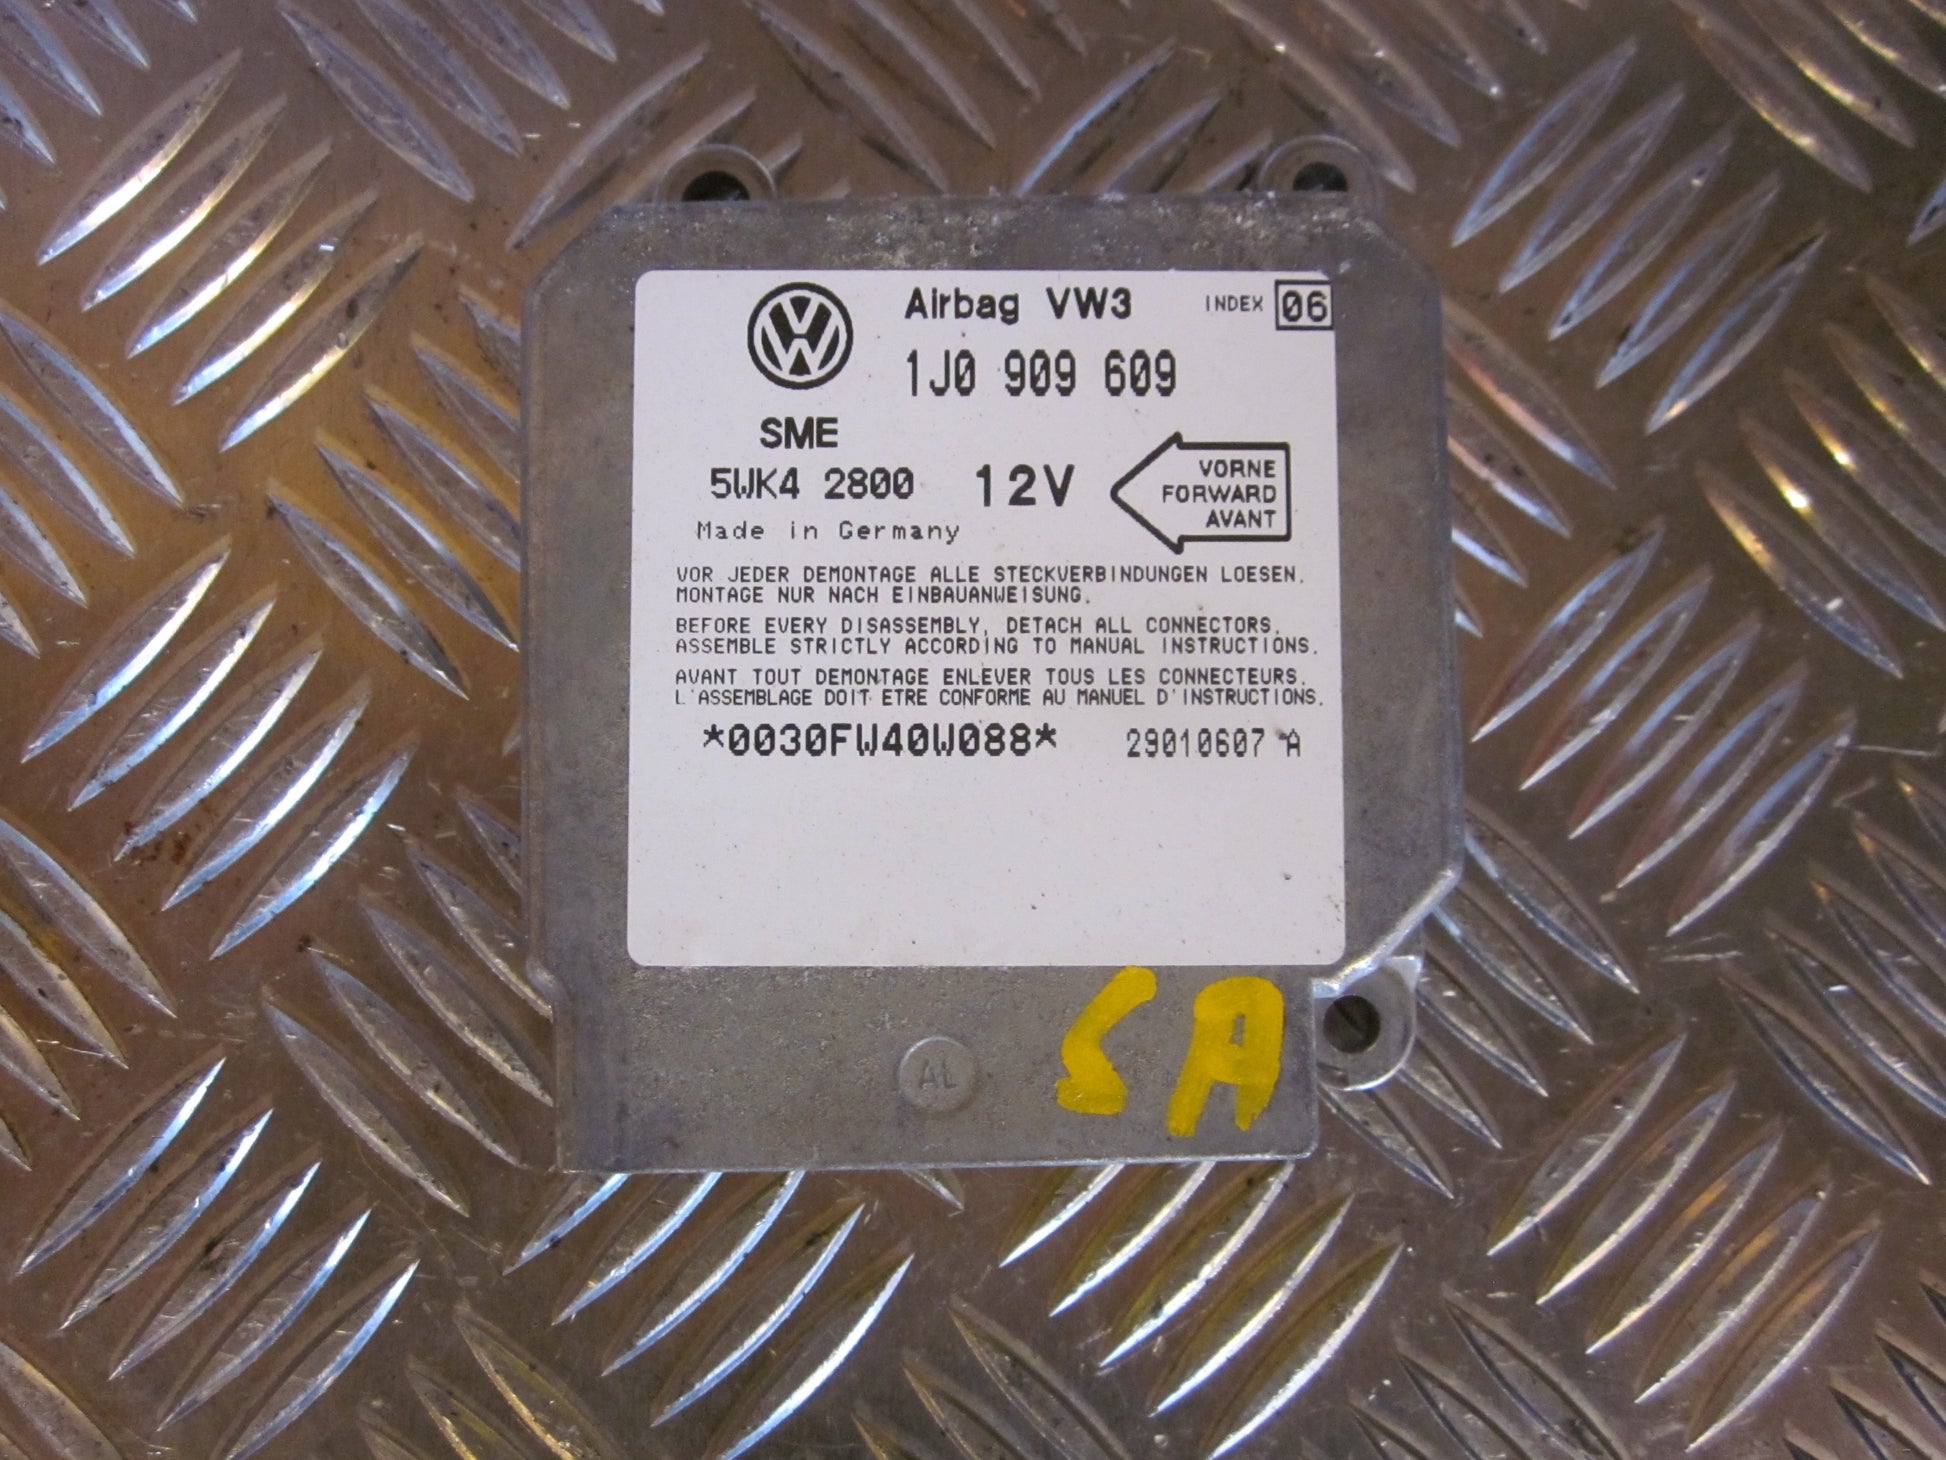 Airbag VW3 INDEX 06
1J0 909 609
SME
5WK4 2800 12V
VORNE
FORWARD
AVANT
Made in Germany
VOR JEDER DEMONTAGE ALLE STECKVERBINDUNGEN LOESEN.
MONTAGE NUR NACH EINBAUANWEISUNG.
BEFORE EVERY DISASSEMBLY, DETACH ALL CONNECTORS.
ASSEMBLE STRICTLY ACCORDING TO MANUAL INSTRUCTIONS.
AVANT TOUT DEMONTAGE ENLEVER TOUS LES CONNECTEURS.
L'ASSEMBLAGE DOIT ETRE CONFORME AU MANUEL D'INSTRUCTIONS.
*0030FW40W088* 29010607 A
AL